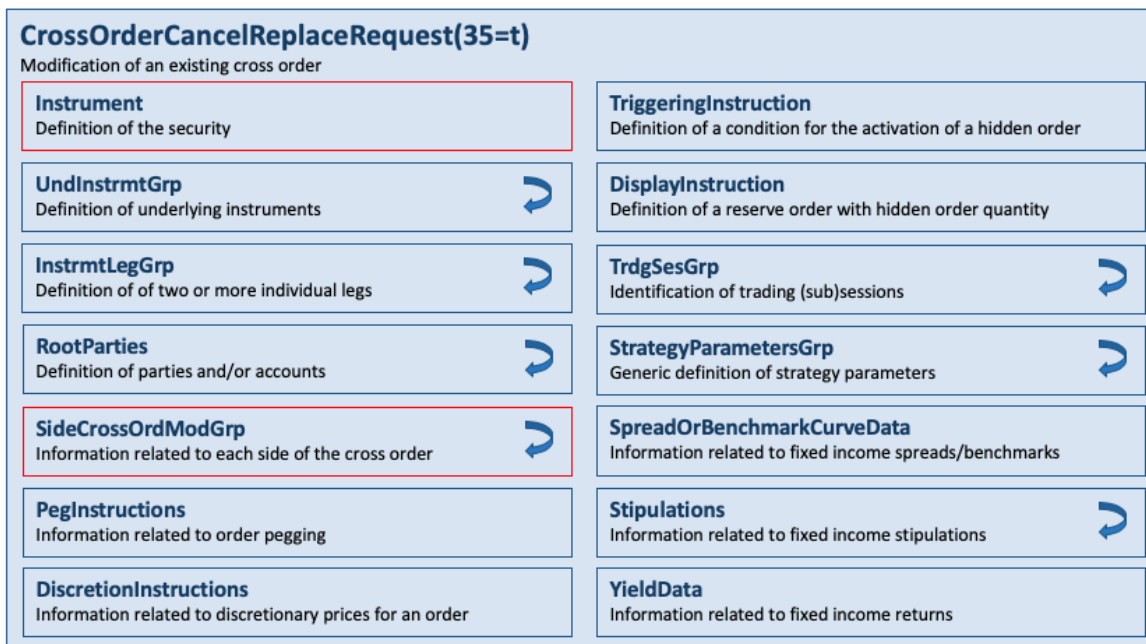 CrossOrderCancelReplaceRequest(35=t)
Modification of an existing cross order
Instrument
Definition of the security
UndInstrmtGrp
Definition of underlying instruments
InstrmtLegGrp
Definition of of two or more individual legs
RootParties
Definition of parties and/or accounts
SideCrossOrdModGrp
Information related to each side of the cross order
PegInstructions
Information related to order pegging
DiscretionInstructions
Information related to discretionary prices for an order
TriggeringInstruction
Definition of a condition for the activation of a hidden order
DisplayInstruction
Definition of a reserve order with hidden order quantity
TrdgSesGrp
Identification of trading (sub)sessions
StrategyParametersGrp
Generic definition of strategy parameters
SpreadOrBenchmarkCurveData
Information related to fixed income spreads/benchmarks
Stipulations
Information related to fixed income stipulations
YieldData
Information related to fixed income returns